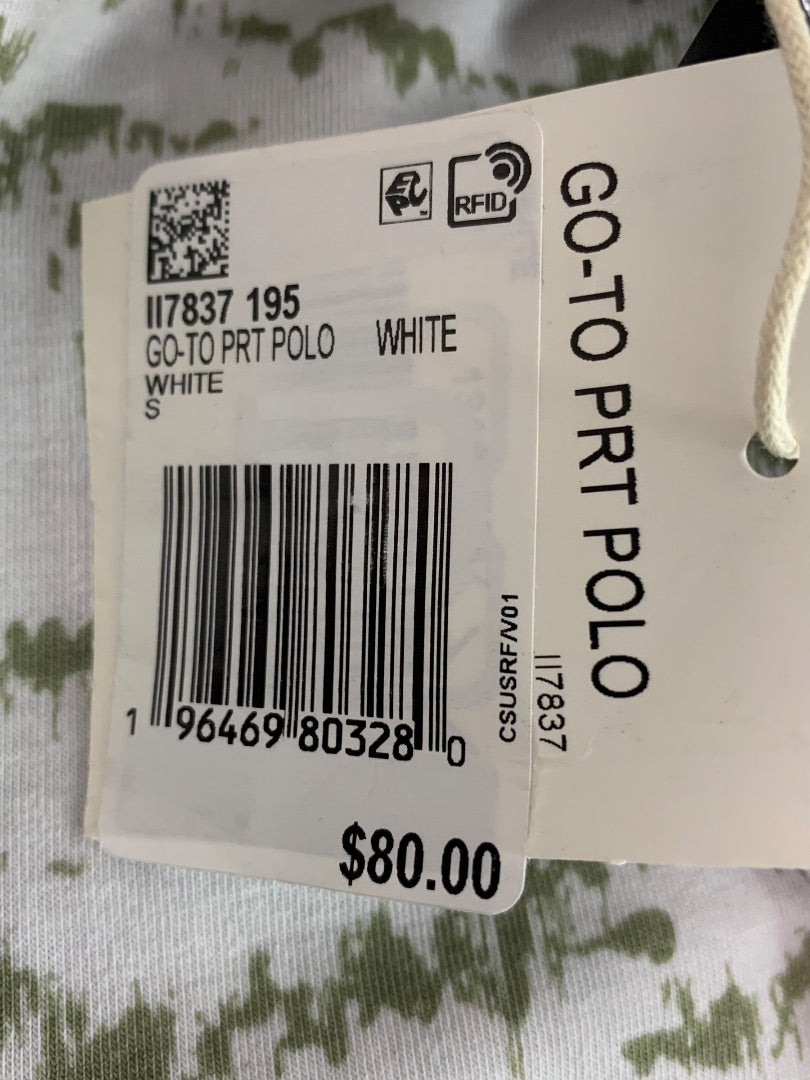 EPC™
RFID
II7837 195
GO-TO PRT POLO WHITE
WHITE
S
1 96469 80328 0
CSUSRF/V01
$80.00
GO-TO PRT POLO
II7837